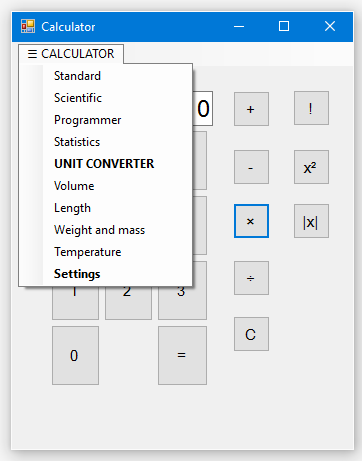 Calculator
☰ CALCULATOR
Standard
Scientific
Programmer
Statistics
UNIT CONVERTER
Volume
Length
Weight and mass
Temperature
Settings
0
+ !
- x²
× |x|
÷
1 2 3
C
0 =